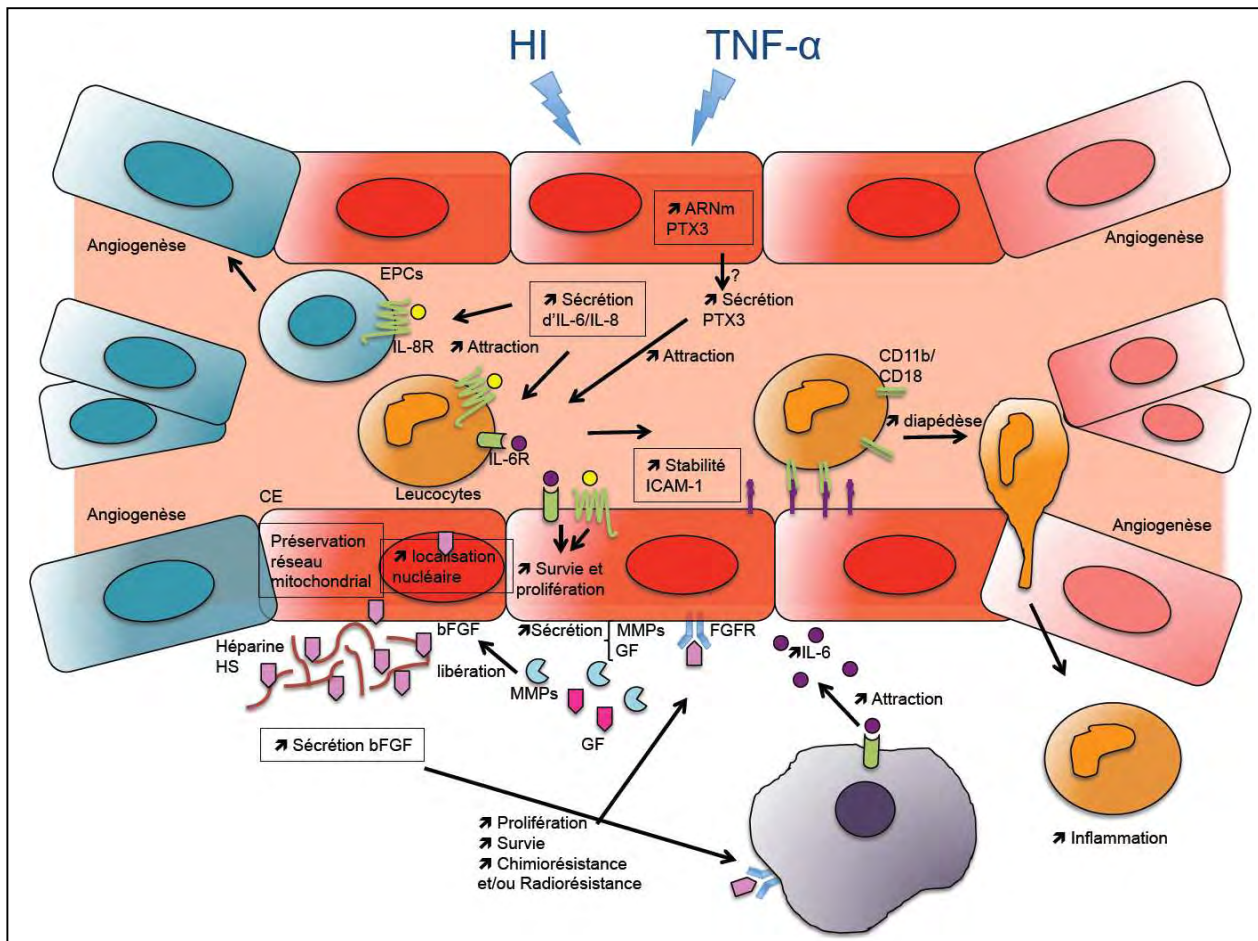 HI
TNF-α
↗ ARNm
PTX3
Angiogenèse
Angiogenèse
EPCs
?
↗ Sécrétion
d'IL-6/IL-8
↗ Sécrétion
PTX3
IL-8R
↗ Attraction
↗ Attraction
CD11b/
CD18
↗ diapédèse
IL-6R
Leucocytes
↗ Stabilité
ICAM-1
CE
Angiogenèse
Angiogenèse
Préservation
réseau
mitochondrial
↗ localisation
nucléaire
↗ Survie et
prolifération
Héparine
HS
bFGF
libération
↗Sécrétion
MMPs
GF
FGFR
↗IL-6
MMPs
GF
↗ Attraction
↗ Sécrétion bFGF
↗ Prolifération
↗ Survie
↗ Chimiorésistance
et/ou Radiorésistance
↗ Inflammation